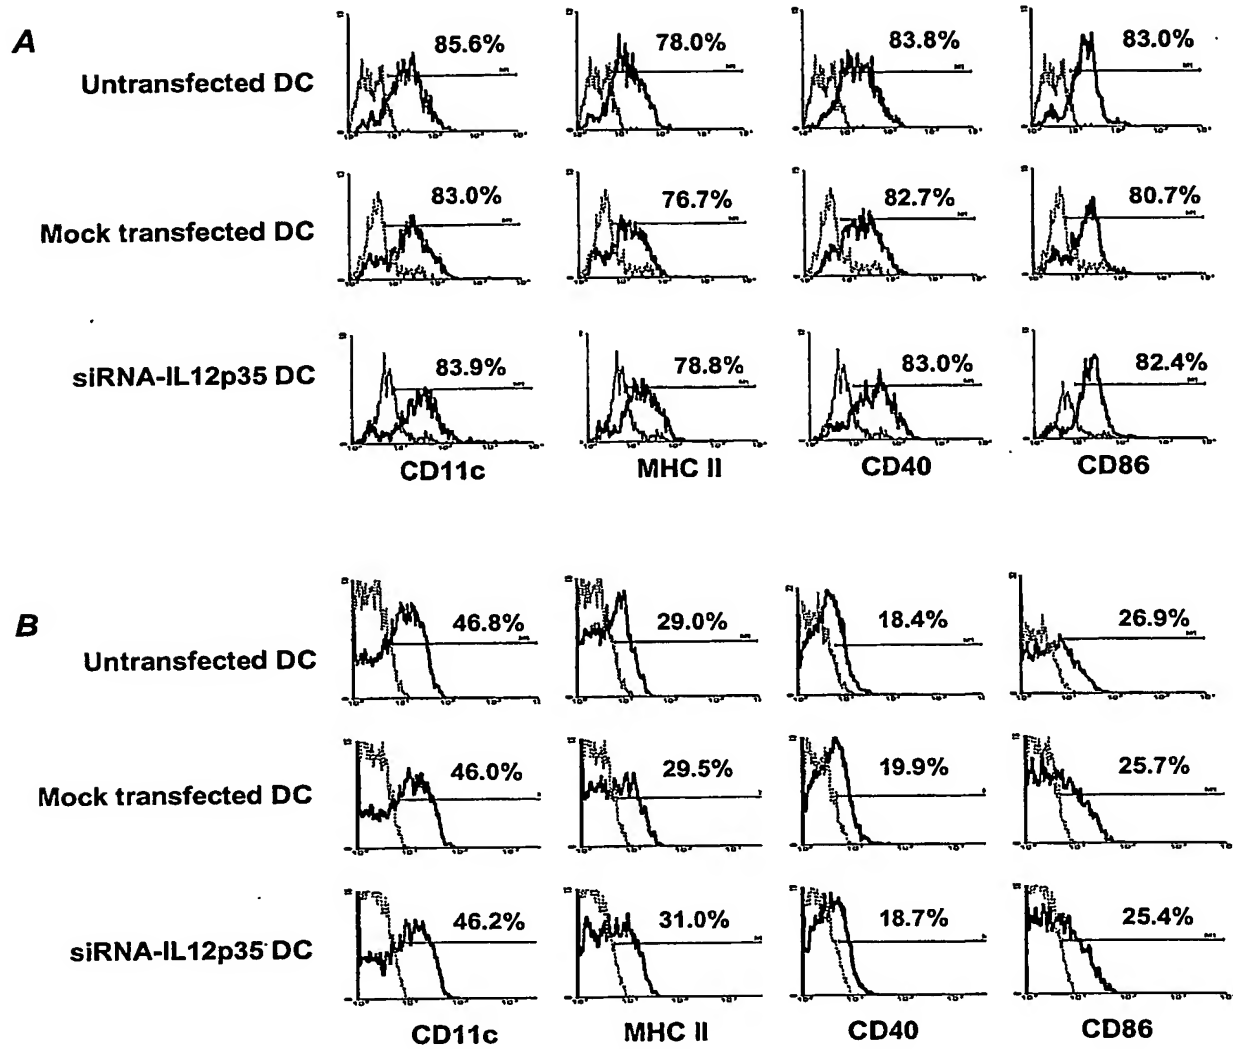 A
85.6% 78.0% 83.8% 83.0%
Untransfected DC
83.0% 76.7% 82.7% 80.7%
Mock transfected DC
83.9% 78.8% 83.0% 82.4%
siRNA-IL12p35 DC
CD11c MHC II CD40 CD86
B
46.8% 29.0% 18.4% 26.9%
Untransfected DC
46.0% 29.5% 19.9% 25.7%
Mock transfected DC
46.2% 31.0% 18.7% 25.4%
siRNA-IL12p35 DC
CD11c MHC II CD40 CD86